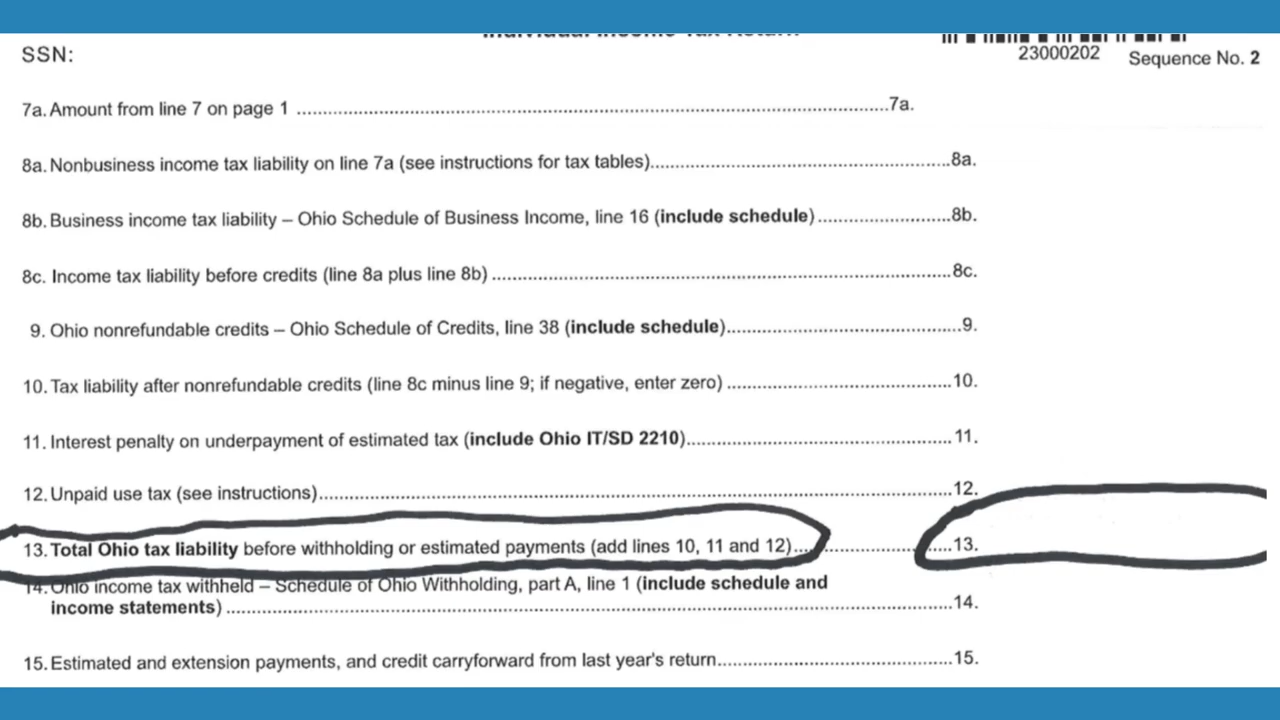 Individual Income Tax Return
SSN:
23000202
Sequence No. 2
7a. Amount from line 7 on page 1 ..........7a.
8a. Nonbusiness income tax liability on line 7a (see instructions for tax tables)..........8a.
8b. Business income tax liability – Ohio Schedule of Business Income, line 16 (include schedule)..........8b.
8c. Income tax liability before credits (line 8a plus line 8b)..........8c.
9. Ohio nonrefundable credits – Ohio Schedule of Credits, line 38 (include schedule)..........9.
10. Tax liability after nonrefundable credits (line 8c minus line 9; if negative, enter zero)..........10.
11. Interest penalty on underpayment of estimated tax (include Ohio IT/SD 2210)..........11.
12. Unpaid use tax (see instructions)..........12.
13. Total Ohio tax liability before withholding or estimated payments (add lines 10, 11 and 12)..........13.
14. Ohio income tax withheld – Schedule of Ohio Withholding, part A, line 1 (include schedule and
income statements)..........14.
15. Estimated and extension payments, and credit carryforward from last year's return..........15.